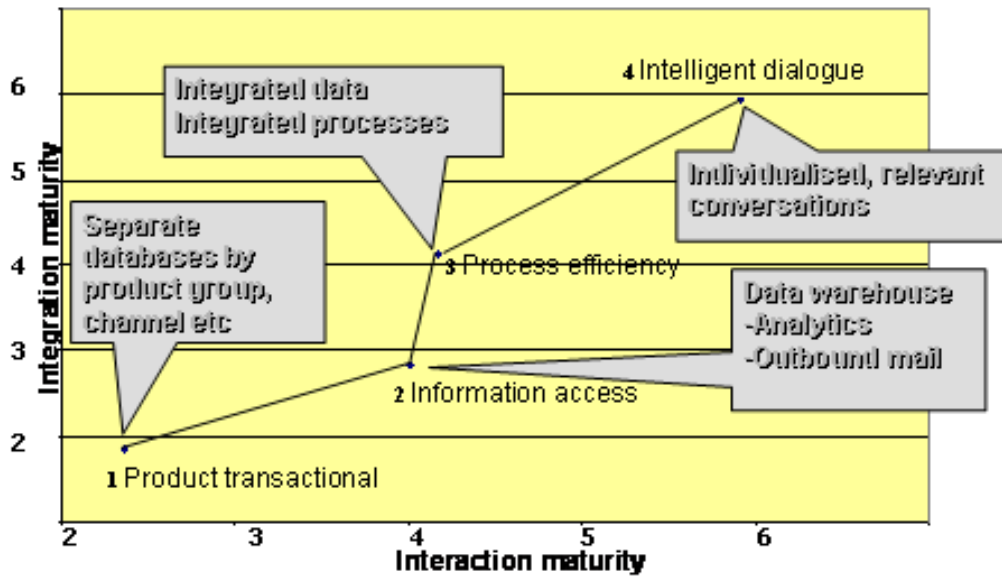 6
5
4
3
2
Integration maturity
4 Intelligent dialogue
Integrated data
Integrated processes
Individualised, relevant
conversations
Separate
databases by
product group,
channel etc
3 Process efficiency
Data warehouse
-Analytics
-Outbound mail
2 Information access
1 Product transactional
2
3
4
5
6
Interaction maturity